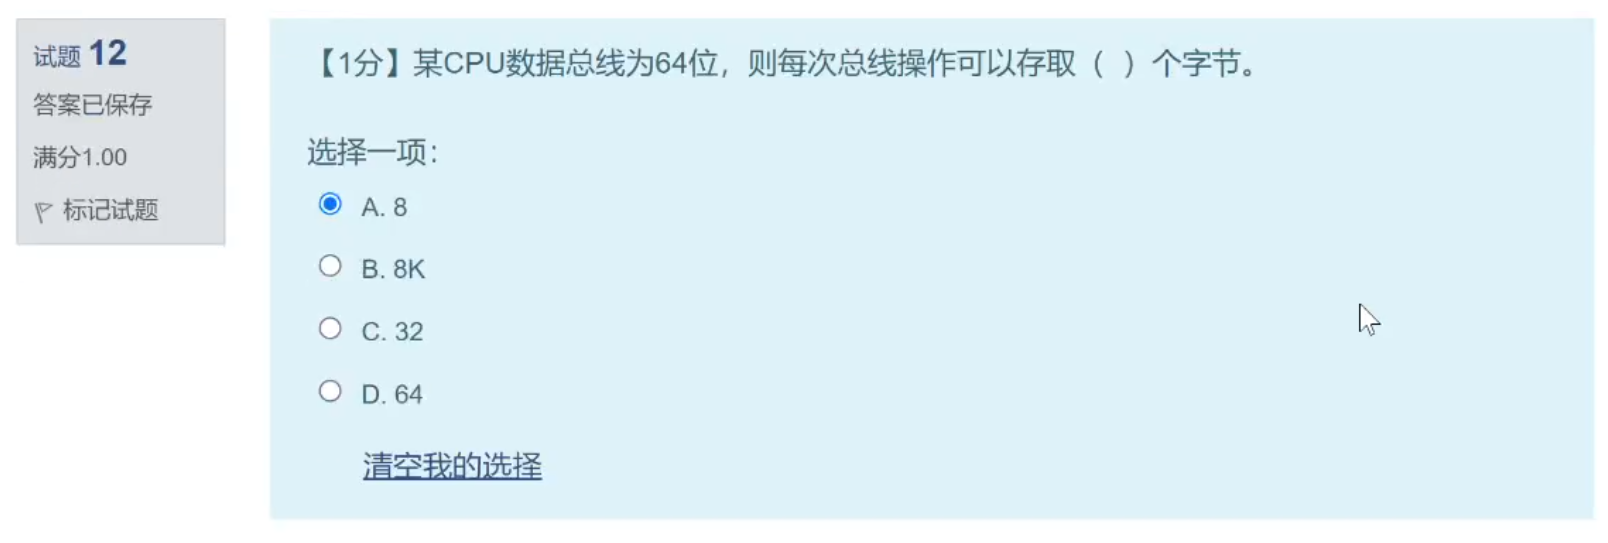 试题 12
答案已保存
满分1.00
标记试题
【1分】某CPU数据总线为64位，则每次总线操作可以存取（ ）个字节。
选择一项：
A. 8
B. 8K
C. 32
D. 64
清空我的选择